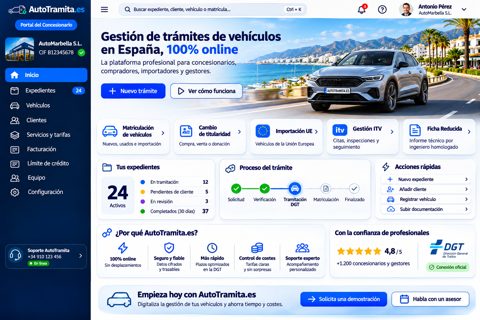 AutoTramita.es
Portal del Concesionario
AutoMarbella S.L.
CIF B12345678
Inicio
Expedientes
24
Vehículos
Clientes
Servicios y tarifas
Facturación
Límite de crédito
Equipo
Configuración
Soporte AutoTramita
+34 910 123 456
En línea
Buscar expediente, cliente, vehículo o matrícula...
Ctrl + K
Antonio Pérez
AutoMarbella S.L.
Gestión de trámites de vehículos
en España, 100% online
La plataforma profesional para concesionarios,
compradores, importadores y gestores.
+ Nuevo trámite
Ver cómo funciona
AUTOTRAMITA.ES
Matriculación
de vehículos
Nuevos, usados e importación
Cambio
de titularidad
Compra, venta o donación
Importación UE
Vehículos de la Unión Europea
itv
Gestión ITV
Citas, inspecciones y
seguimiento
Ficha Reducida
Informe técnico por
ingeniero homologado
Tus expedientes
24
Activos
En tramitación 12
Pendientes de cliente 5
En revisión 3
Completados (30 días) 37
Proceso del trámite
Solicitud
Verificación
Tramitación
DGT
Matriculación
Finalizado
Acciones rápidas
Nuevo expediente
Añadir cliente
Registrar vehículo
Subir documentación
¿Por qué AutoTramita.es?
100% online
Sin desplazamientos
Seguro y fiable
Datos cifrados
y trazables
Más rápido
Plazos optimizados
en la DGT
Control de costes
Tarifas claras
y sin sorpresas
Soporte experto
Acompañamiento
personalizado
Con la confianza de profesionales
4,8 /5
+1.200 concesionarios y gestores
DGT
Dirección General
de Tráfico
Conexión oficial
Empieza hoy con AutoTramita.es
Digitaliza la gestión de tus vehículos y ahorra tiempo y costes.
Solicita una demostración
Habla con un asesor